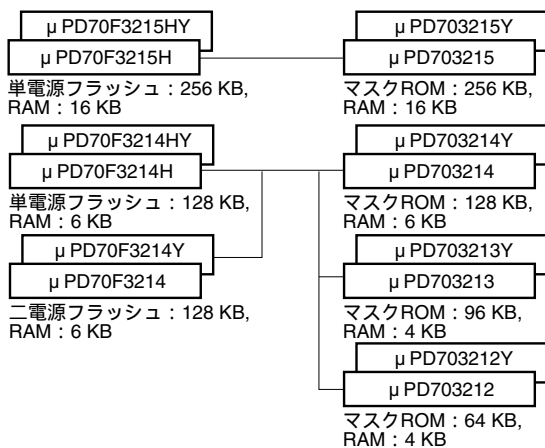 μ PD70F3215HY
μ PD70F3215H
単電源フラッシュ：256 KB,
RAM：16 KB
μ PD703215Y
μ PD703215
マスクROM：256 KB,
RAM：16 KB
μ PD70F3214HY
μ PD70F3214H
単電源フラッシュ：128 KB,
RAM：6 KB
μ PD703214Y
μ PD703214
マスクROM：128 KB,
RAM：6 KB
μ PD70F3214Y
μ PD70F3214
二電源フラッシュ：128 KB,
RAM：6 KB
μ PD703213Y
μ PD703213
マスクROM：96 KB,
RAM：4 KB
μ PD703212Y
μ PD703212
マスクROM：64 KB,
RAM：4 KB